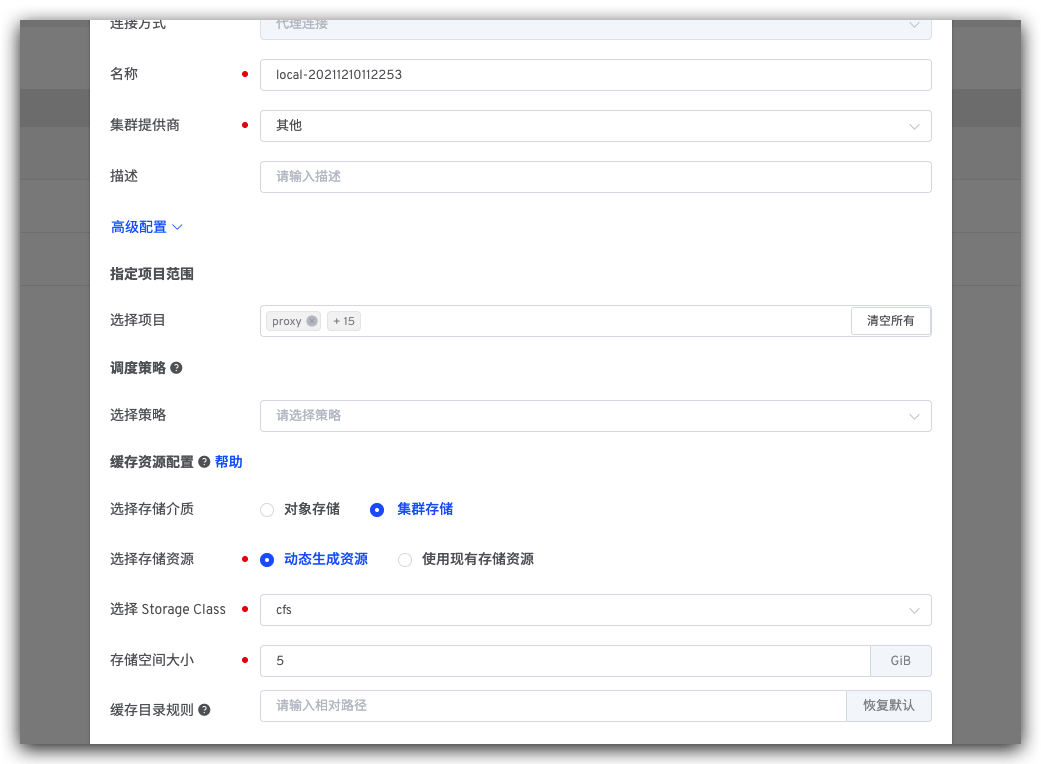 连接方式 代理连接
名称 local-20211210112253
集群提供商 其他
描述 请输入描述
高级配置
指定项目范围
选择项目 proxy + 15 清空所有
调度策略 ?
选择策略 请选择策略
缓存资源配置 ? 帮助
选择存储介质 对象存储 集群存储
选择存储资源 动态生成资源 使用现有存储资源
选择 Storage Class cfs
存储空间大小 5 GiB
缓存目录规则 ? 请输入相对路径 恢复默认